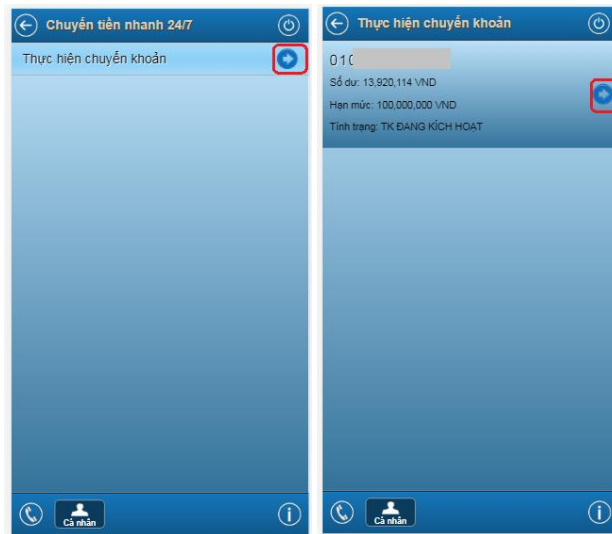 Chuyển tiền nhanh 24/7
Thực hiện chuyển khoản
Cá nhân
Thực hiện chuyển khoản
010
Số dư: 13,920,114 VND
Hạn mức: 100,000,000 VND
Tình trạng: TK ĐANG KÍCH HOẠT
Cá nhân